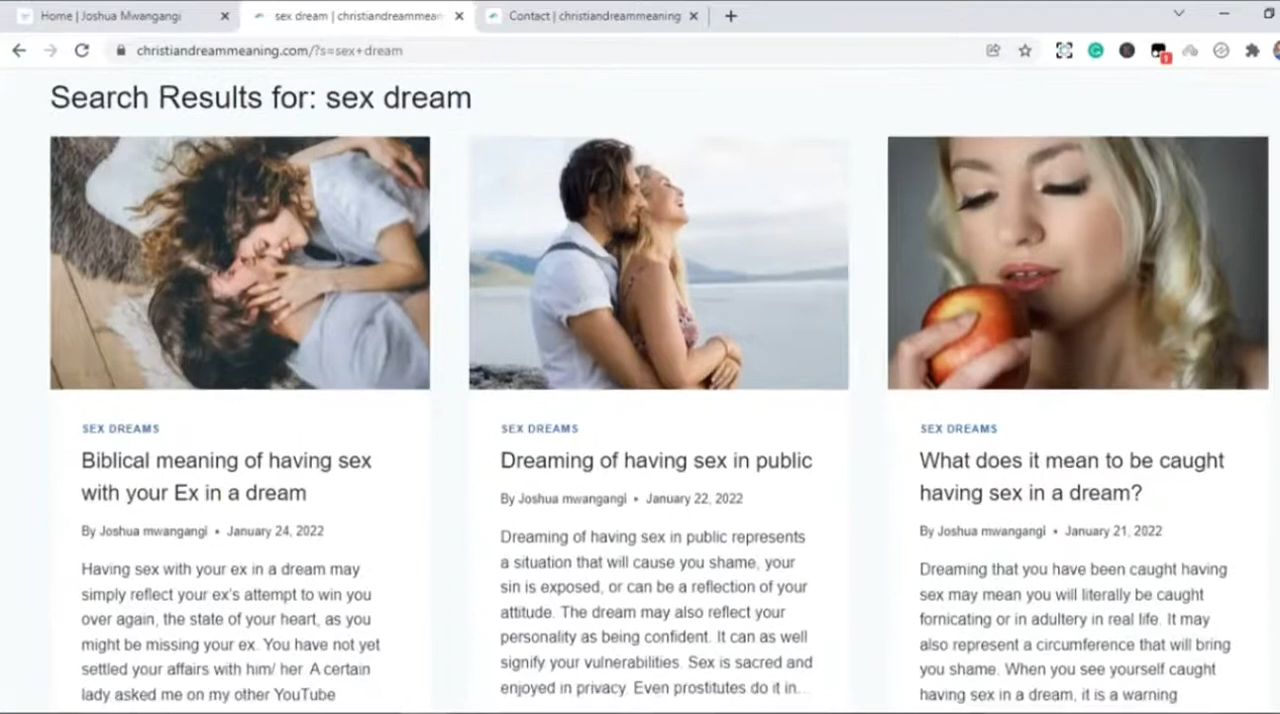 Home | Joshua Mwangangi
sex dream | christiandreammean
Contact | christiandreammeaning
christiandreammeaning.com/?s=sex+dream
Search Results for: sex dream
SEX DREAMS
Biblical meaning of having sex
with your Ex in a dream
By Joshua mwangangi • January 24, 2022
Having sex with your ex in a dream may
simply reflect your ex's attempt to win you
over again, the state of your heart, as you
might be missing your ex. You have not yet
settled your affairs with him/ her. A certain
lady asked me on my other YouTube
SEX DREAMS
Dreaming of having sex in public
By Joshua mwangangi • January 22, 2022
Dreaming of having sex in public represents
a situation that will cause you shame, your
sin is exposed, or can be a reflection of your
attitude. The dream may also reflect your
personality as being confident. It can as well
signify your vulnerabilities. Sex is sacred and
enjoyed in privacy. Even prostitutes do it in...
SEX DREAMS
What does it mean to be caught
having sex in a dream?
By Joshua mwangangi • January 21, 2022
Dreaming that you have been caught having
sex may mean you will literally be caught
fornicating or in adultery in real life. It may
also represent a circumstance that will bring
you shame. When you see yourself caught
having sex in a dream, it is a warning